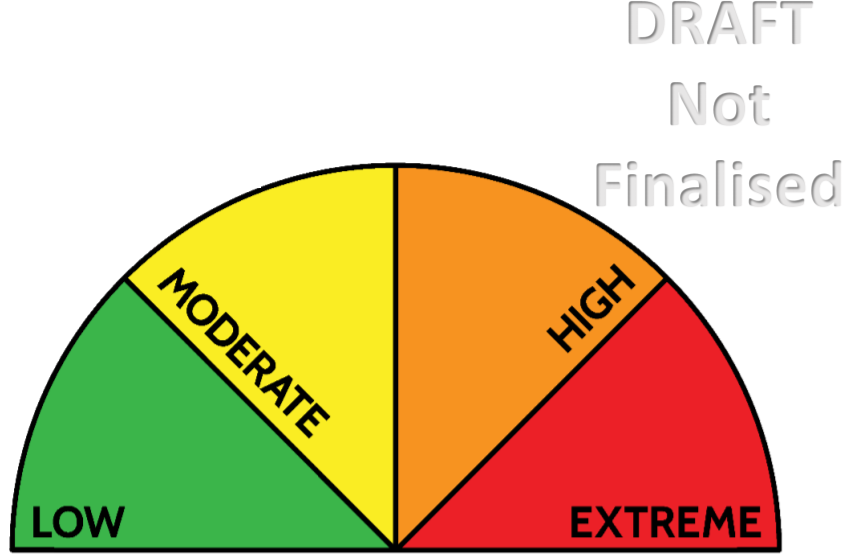 DRAFT
Not
Finalised
MODERATE
HIGH
LOW
EXTREME